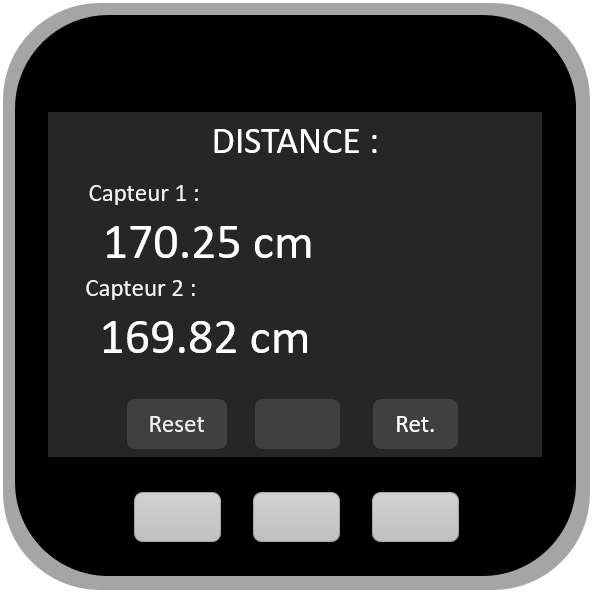 DISTANCE :
Capteur 1 :
170.25 cm
Capteur 2 :
169.82 cm
Reset Ret.